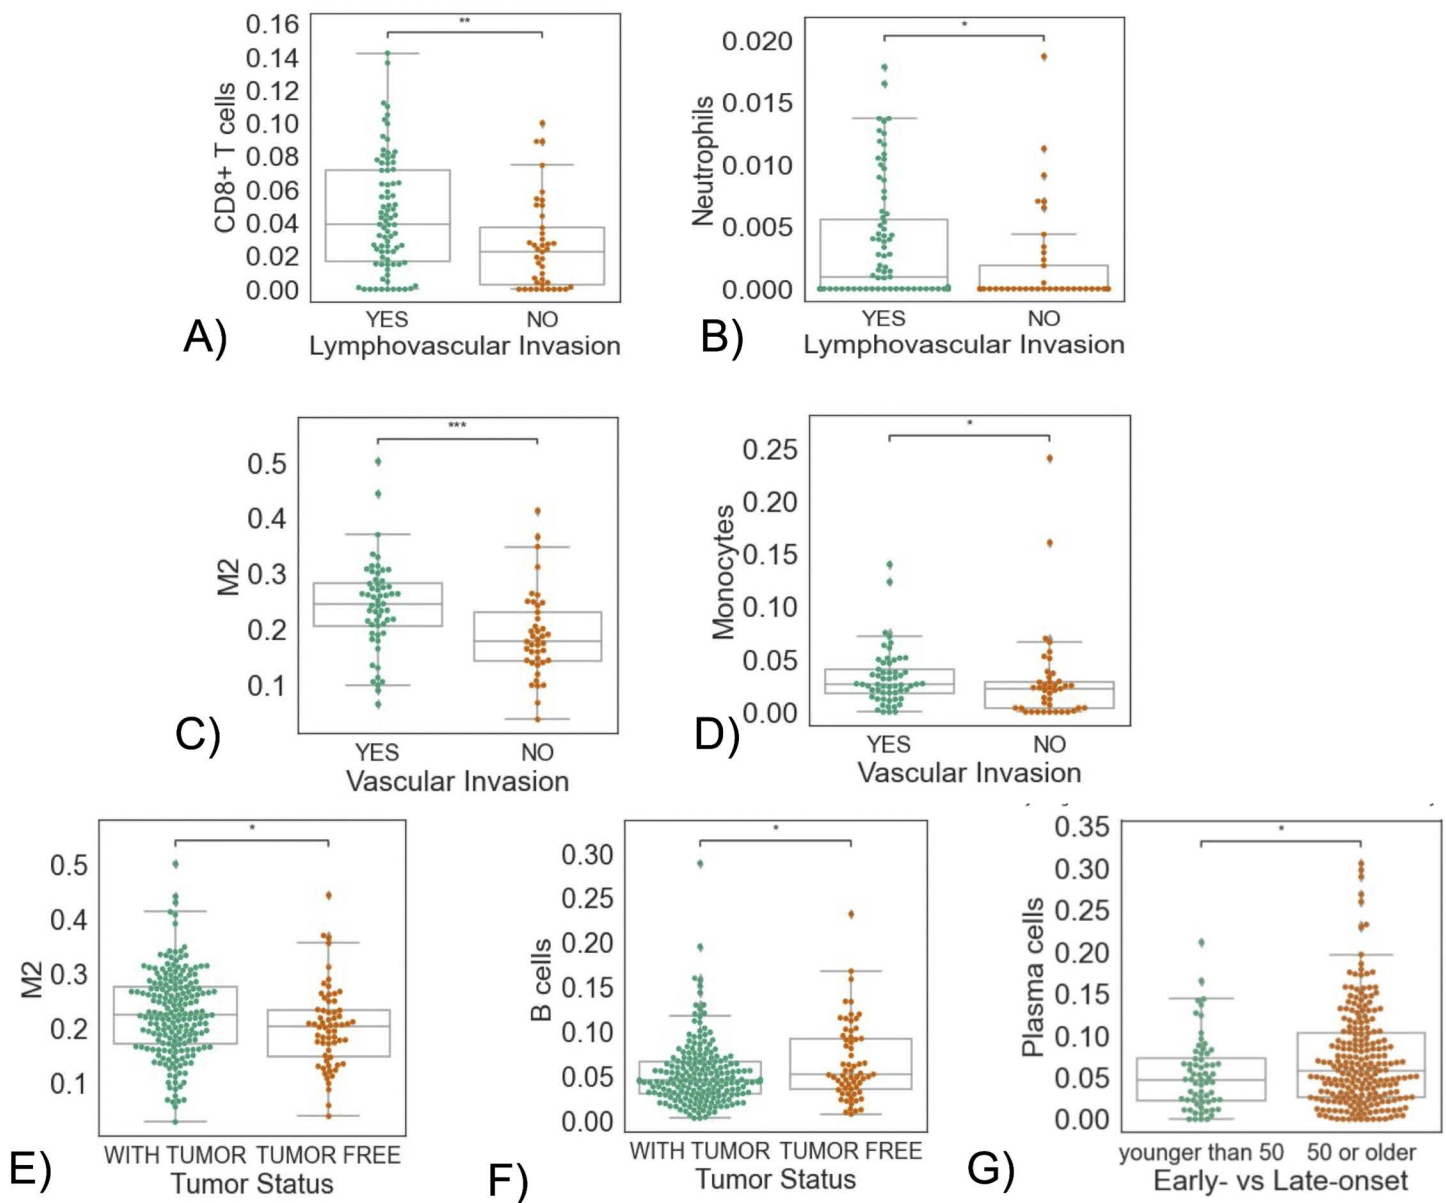 0.16
0.14
0.12
0.10
0.08
0.06
0.04
0.02
0.00
CD8+ T cells
**
YES NO
Lymphovascular Invasion
A)
0.020
0.015
0.010
0.005
0.000
Neutrophils
*
YES NO
Lymphovascular Invasion
B)
0.5
0.4
0.3
0.2
0.1
M2
***
YES NO
Vascular Invasion
C)
0.25
0.20
0.15
0.10
0.05
0.00
Monocytes
*
YES NO
Vascular Invasion
D)
0.5
0.4
0.3
0.2
0.1
M2
*
WITH TUMOR TUMOR FREE
Tumor Status
E)
0.30
0.25
0.20
0.15
0.10
0.05
0.00
B cells
*
WITH TUMOR TUMOR FREE
Tumor Status
F)
0.35
0.30
0.25
0.20
0.15
0.10
0.05
0.00
Plasma cells
*
younger than 50 50 or older
Early- vs Late-onset
G)